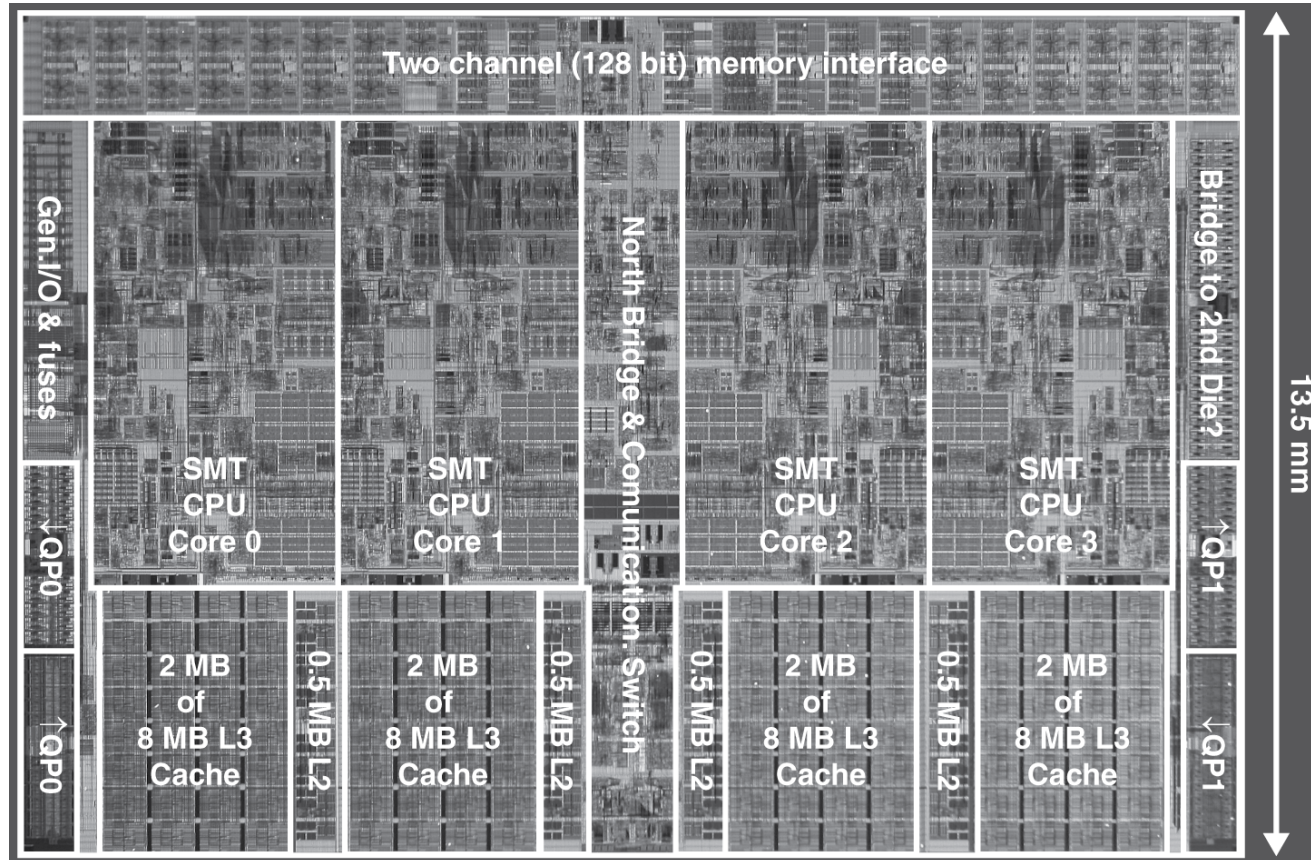 Two channel (128 bit) memory interface
Gen.I/O & fuses
↓QP0
↑QP0
SMT
CPU
Core 0
SMT
CPU
Core 1
North Bridge & Communication. Switch
SMT
CPU
Core 2
SMT
CPU
Core 3
Bridge to 2nd Die?
↑QP1
↓QP1
2 MB
of
8 MB L3
Cache
0.5 MB L2
2 MB
of
8 MB L3
Cache
0.5 MB L2
0.5 MB L2
2 MB
of
8 MB L3
Cache
0.5 MB L2
2 MB
of
8 MB L3
Cache
13.5 mm